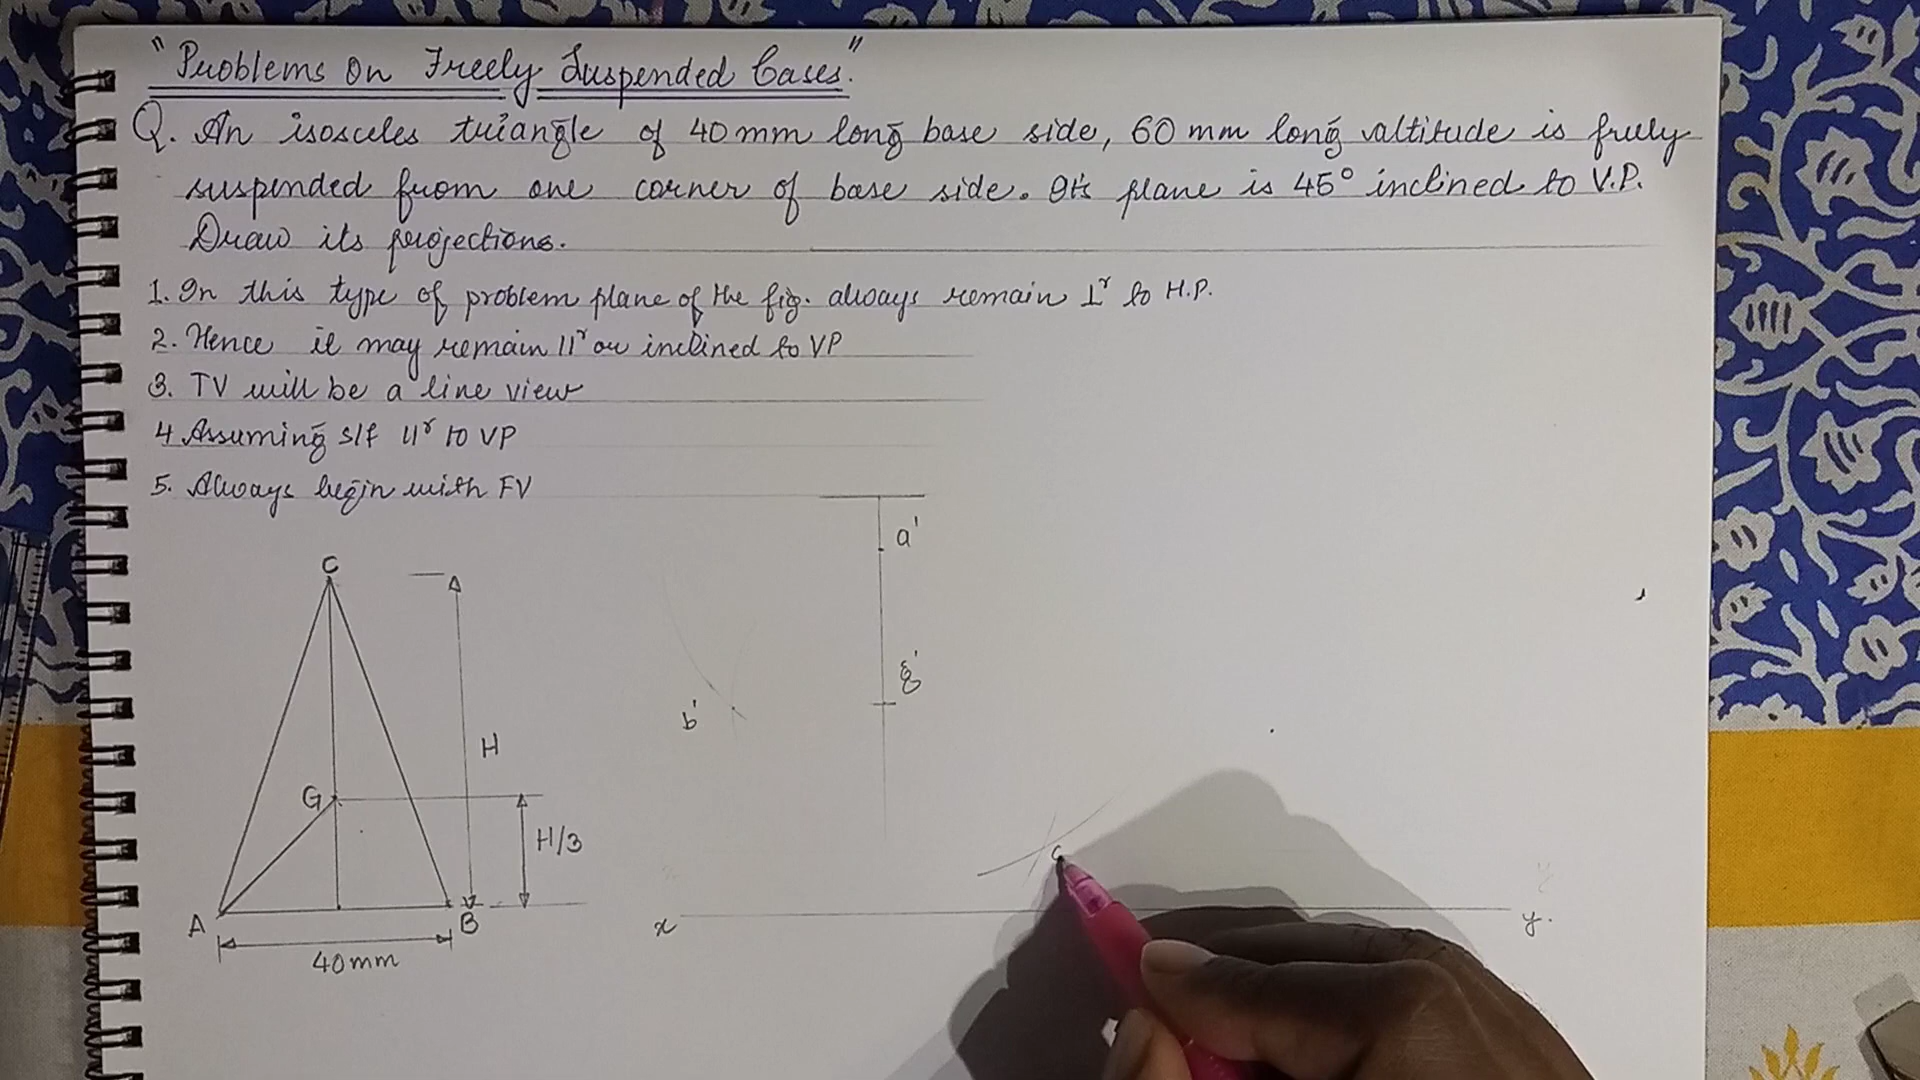 "Problems On Freely Suspended Cases."
Q. An isosceles triangle of 40 mm long base side, 60 mm long altitude is freely
suspended from one corner of base side. It's plane is 45° inclined to V.P.
Draw its projections.
1. In this type of problem plane of the fig. always remain ⊥r to H.P.
2. Hence it may remain 11r or inclined to VP
3. TV will be a line view
4 Assuming s/f 11r to VP
5. Always begin with FV
C
H
G
H/3
A
B
40mm
a'
g'
b'
c
x
y.